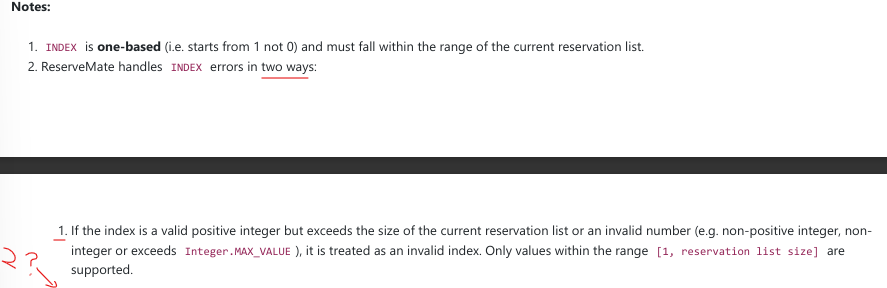 Notes:
1. INDEX is one-based (i.e. starts from 1 not 0) and must fall within the range of the current reservation list.
2. ReserveMate handles INDEX errors in two ways:
1. If the index is a valid positive integer but exceeds the size of the current reservation list or an invalid number (e.g. non-positive integer, non-
integer or exceeds Integer.MAX_VALUE ), it is treated as an invalid index. Only values within the range [1, reservation list size] are
supported.
2?